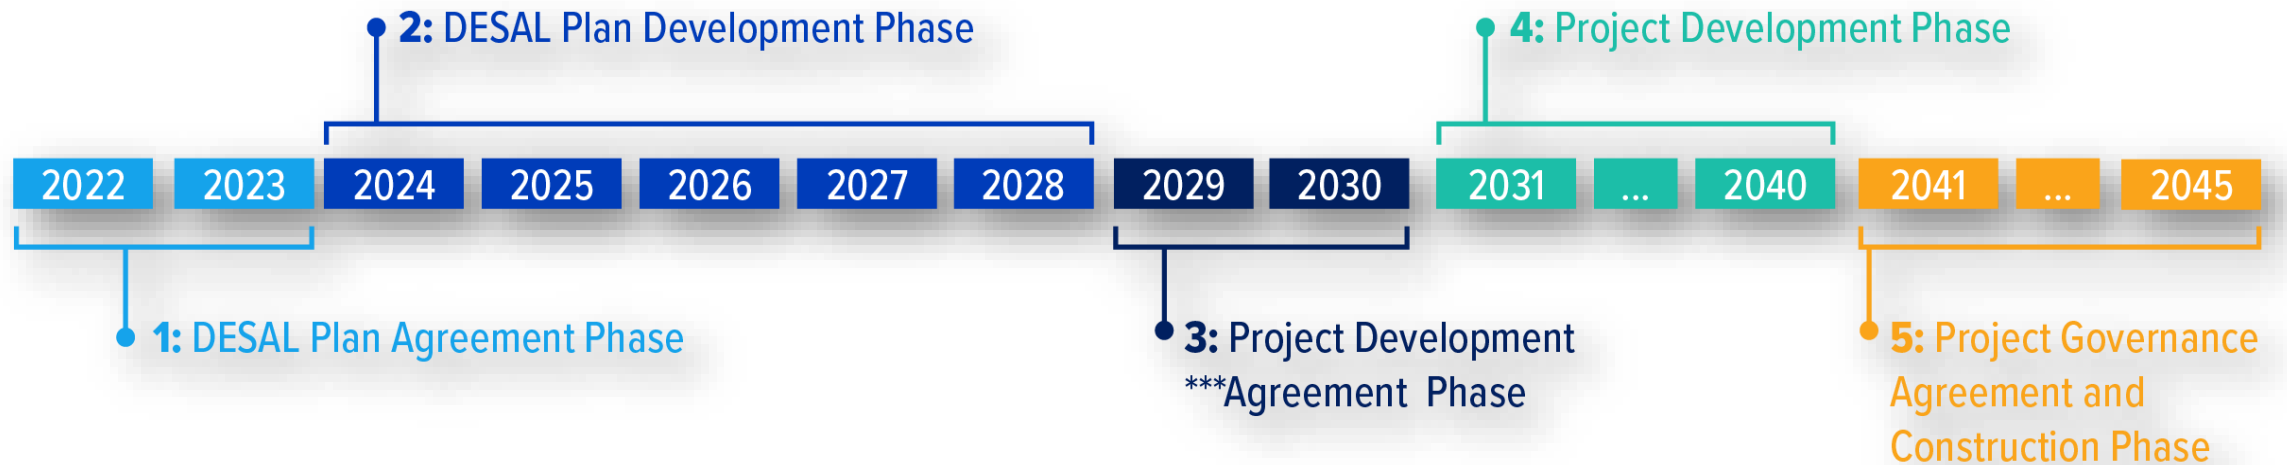 2: DESAL Plan Development Phase
4: Project Development Phase
2022 2023 2024 2025 2026 2027 2028 2029 2030 2031 ... 2040 2041 ... 2045
1: DESAL Plan Agreement Phase
3: Project Development
***Agreement Phase
5: Project Governance
Agreement and
Construction Phase